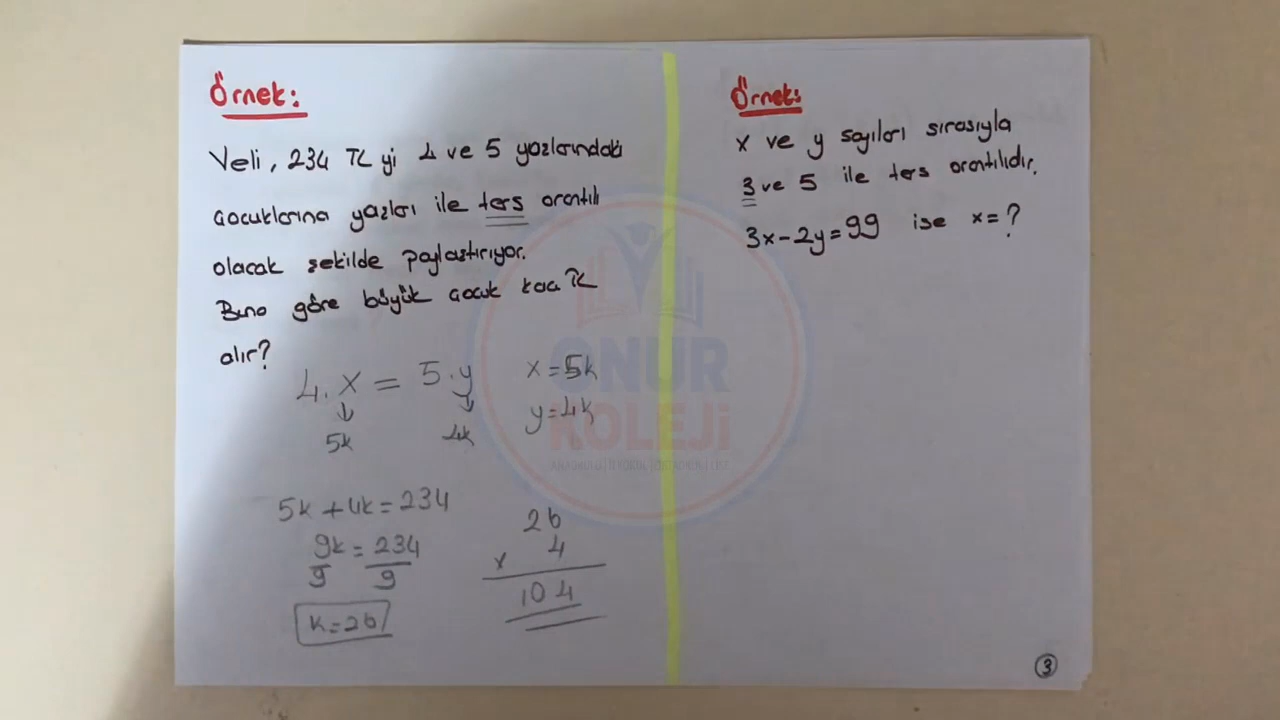 Örnek:
Veli, 234 TL yi 4 ve 5 yaşlarındaki
çocuklarına yaşları ile ters orantılı
olacak şekilde paylaştırıyor.
Buna göre büyük çocuk kaç TL
alır?
4.x = 5.y
5k 4k
x=5k
y=4k
5k+4k=234
9k = 234
9 9
k=26
26
x 4
104
Örnek:
x ve y sayıları sırasıyla
3 ve 5 ile ters orantılıdır.
3x-2y=99 ise x=?
ONUR
KOLEJİ
3